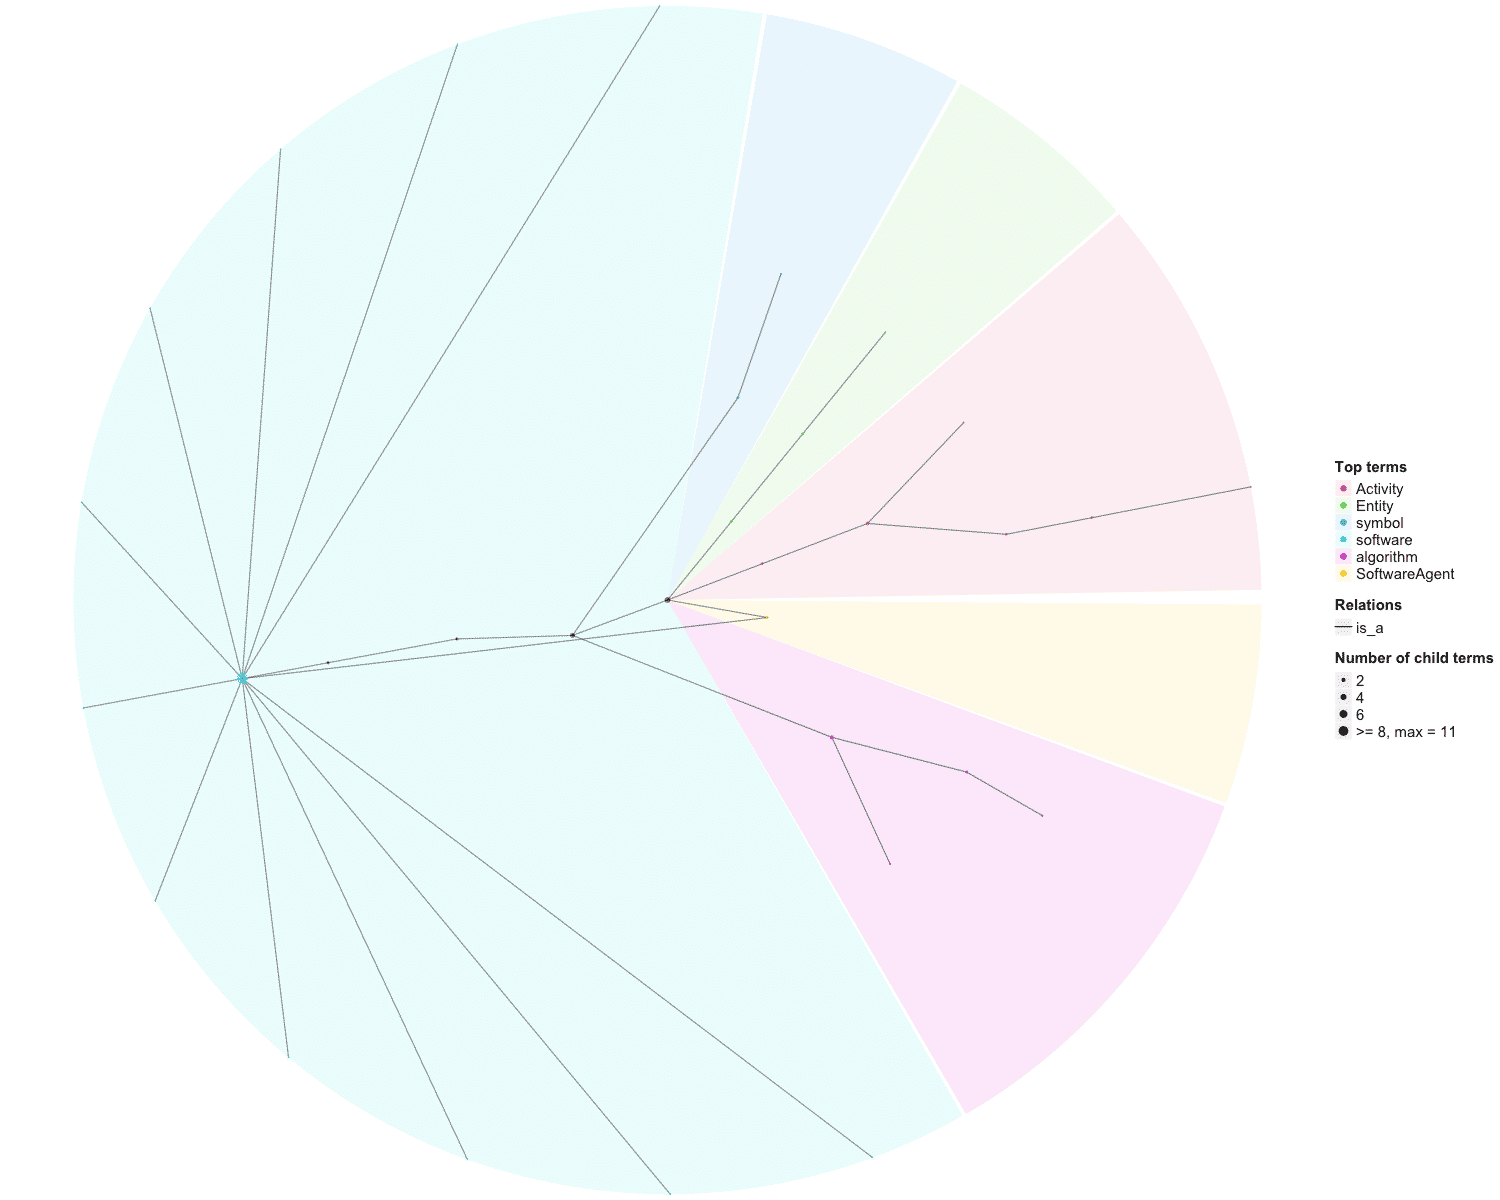 Top terms
Activity
Entity
symbol
software
algorithm
SoftwareAgent
Relations
is_a
Number of child terms
2
4
6
>= 8, max = 11